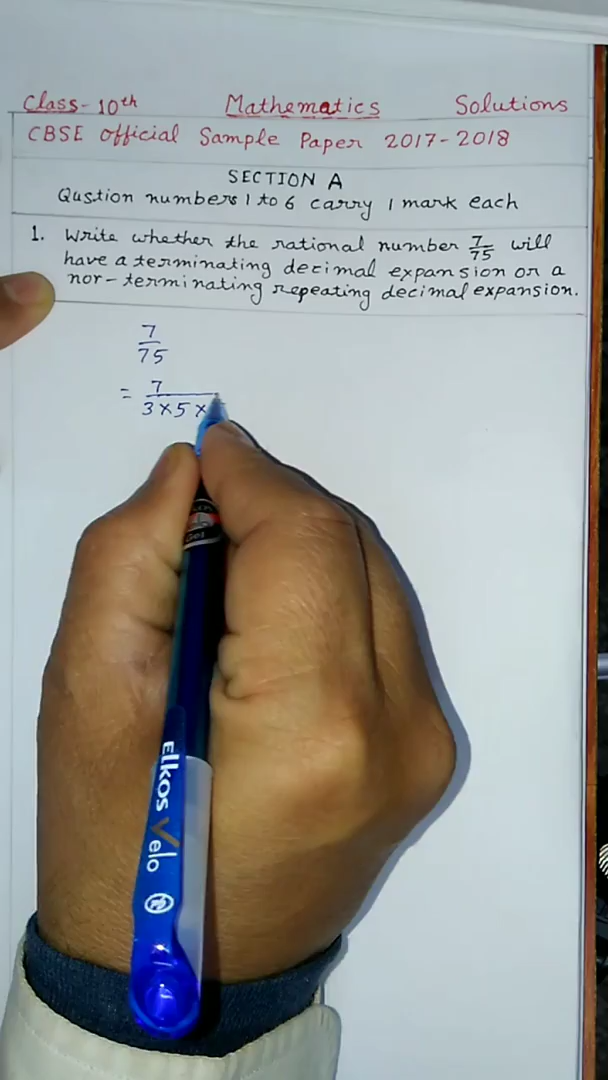 Class-10th Mathematics Solutions
CBSE official Sample Paper 2017-2018
SECTION A
Qustion numbers 1 to 6 carry 1 mark each
1. Write whether the rational number 7/75 will
have a terminating decimal expansion or a
nor-terminating repeating decimal expansion.
7/75
= 7/3×5×
Elkos Velo